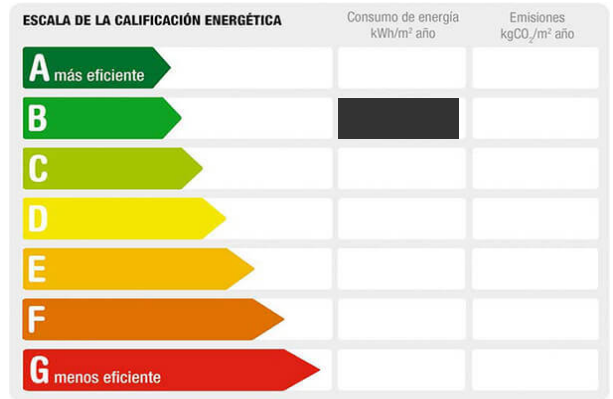 ESCALA DE LA CALIFICACIÓN ENERGÉTICA
Consumo de energía
kWh/m² año
Emisiones
kgCO₂/m² año
A más eficiente
B
C
D
E
F
G menos eficiente